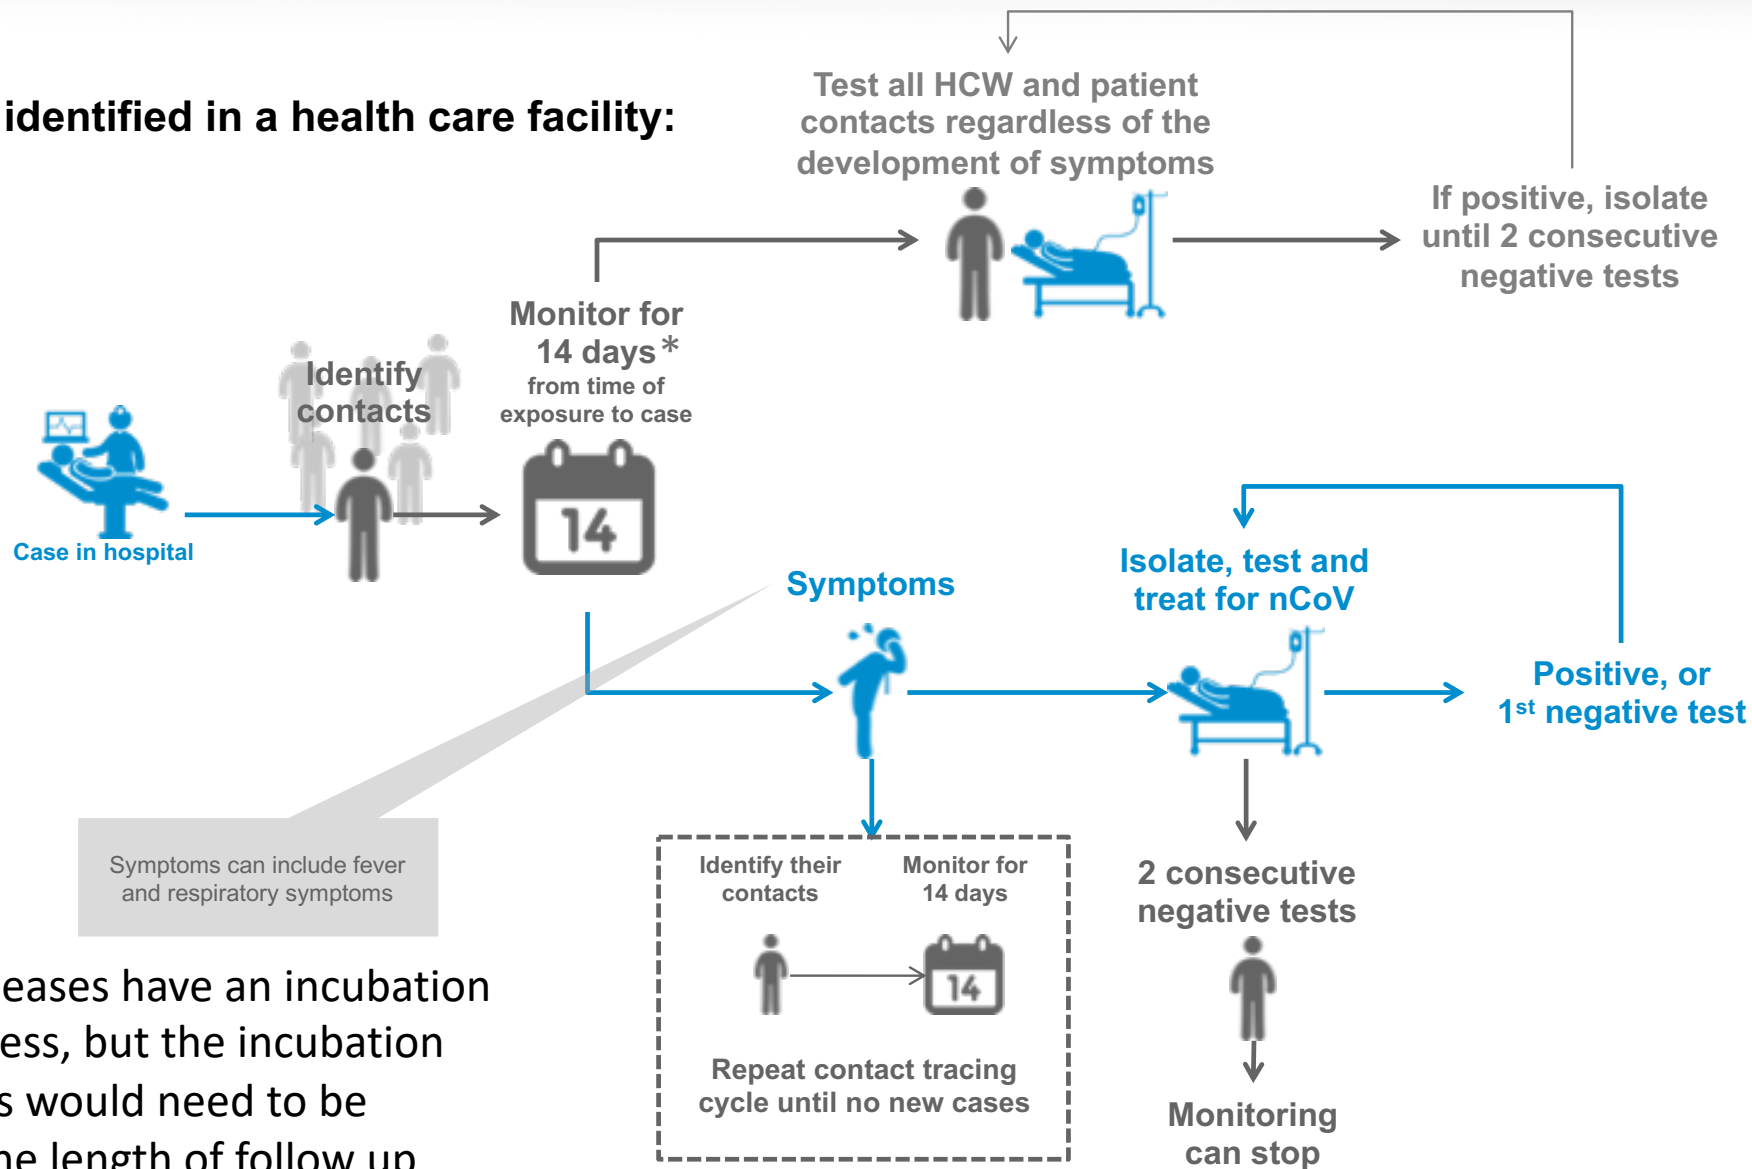 identified in a health care facility:
Test all HCW and patient
contacts regardless of the
development of symptoms
If positive, isolate
until 2 consecutive
negative tests
Monitor for
14 days*
from time of
exposure to case
14
Identify
contacts
Case in hospital
Symptoms
Isolate, test and
treat for nCoV
Positive, or
1st negative test
Symptoms can include fever
and respiratory symptoms
Identify their
contacts
Monitor for
14 days
14
Repeat contact tracing
cycle until no new cases
2 consecutive
negative tests
Monitoring
can stop
eases have an incubation
ess, but the incubation
s would need to be
ne length of follow up